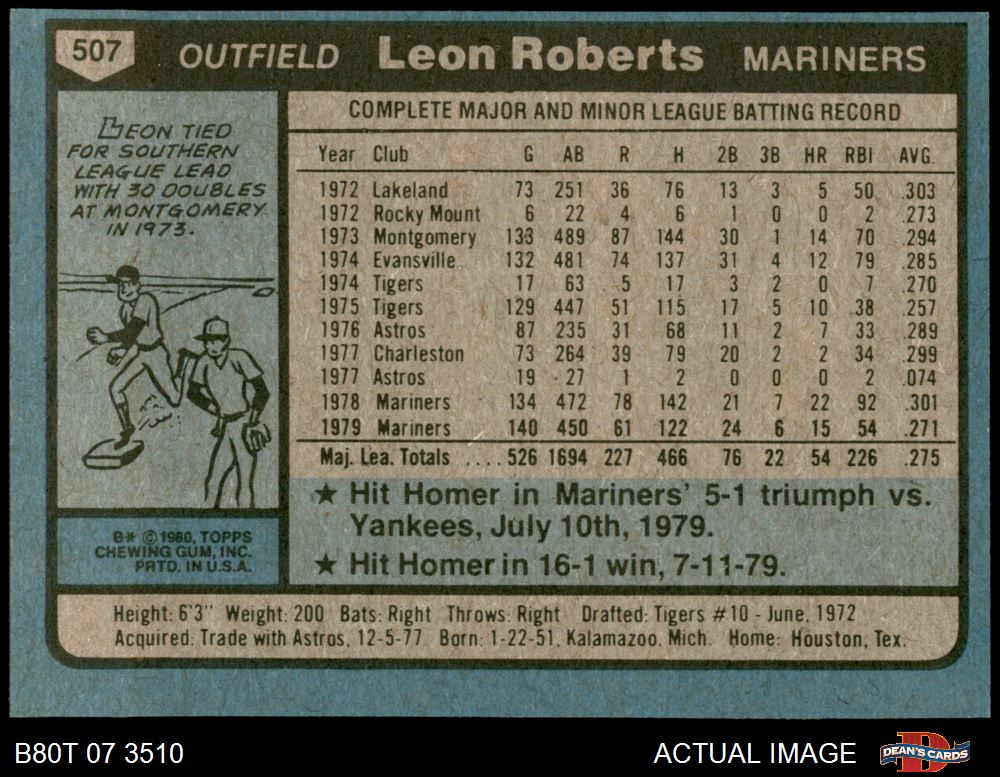 507 OUTFIELD Leon Roberts MARINERS
LEON TIED
FOR SOUTHERN
LEAGUE LEAD
WITH 30 DOUBLES
AT MONTGOMERY
IN 1973.
B* © 1980, TOPPS
CHEWING GUM, INC.
PRTD. IN U.S.A.
COMPLETE MAJOR AND MINOR LEAGUE BATTING RECORD
Year Club G AB R H 2B 3B HR RBI AVG.
1972 Lakeland 73 251 36 76 13 3 5 50 .303
1972 Rocky Mount 6 22 4 6 1 0 0 2 .273
1973 Montgomery 133 489 87 144 30 1 14 70 .294
1974 Evansville 132 481 74 137 31 4 12 79 .285
1974 Tigers 17 63 5 17 3 2 0 7 .270
1975 Tigers 129 447 51 115 17 5 10 38 .257
1976 Astros 87 235 31 68 11 2 7 33 .289
1977 Charleston 73 264 39 79 20 2 2 34 .299
1977 Astros 19 27 1 2 0 0 0 2 .074
1978 Mariners 134 472 78 142 21 7 22 92 .301
1979 Mariners 140 450 61 122 24 6 15 54 .271
Maj. Lea. Totals .... 526 1694 227 466 76 22 54 226 .275
★ Hit Homer in Mariners' 5-1 triumph vs.
Yankees, July 10th, 1979.
★ Hit Homer in 16-1 win, 7-11-79.
Height: 6'3" Weight: 200 Bats: Right Throws: Right Drafted: Tigers #10 - June, 1972
Acquired: Trade with Astros, 12-5-77 Born: 1-22-51, Kalamazoo, Mich. Home: Houston, Tex.
B80T 07 3510 ACTUAL IMAGE DEAN'S CARDS